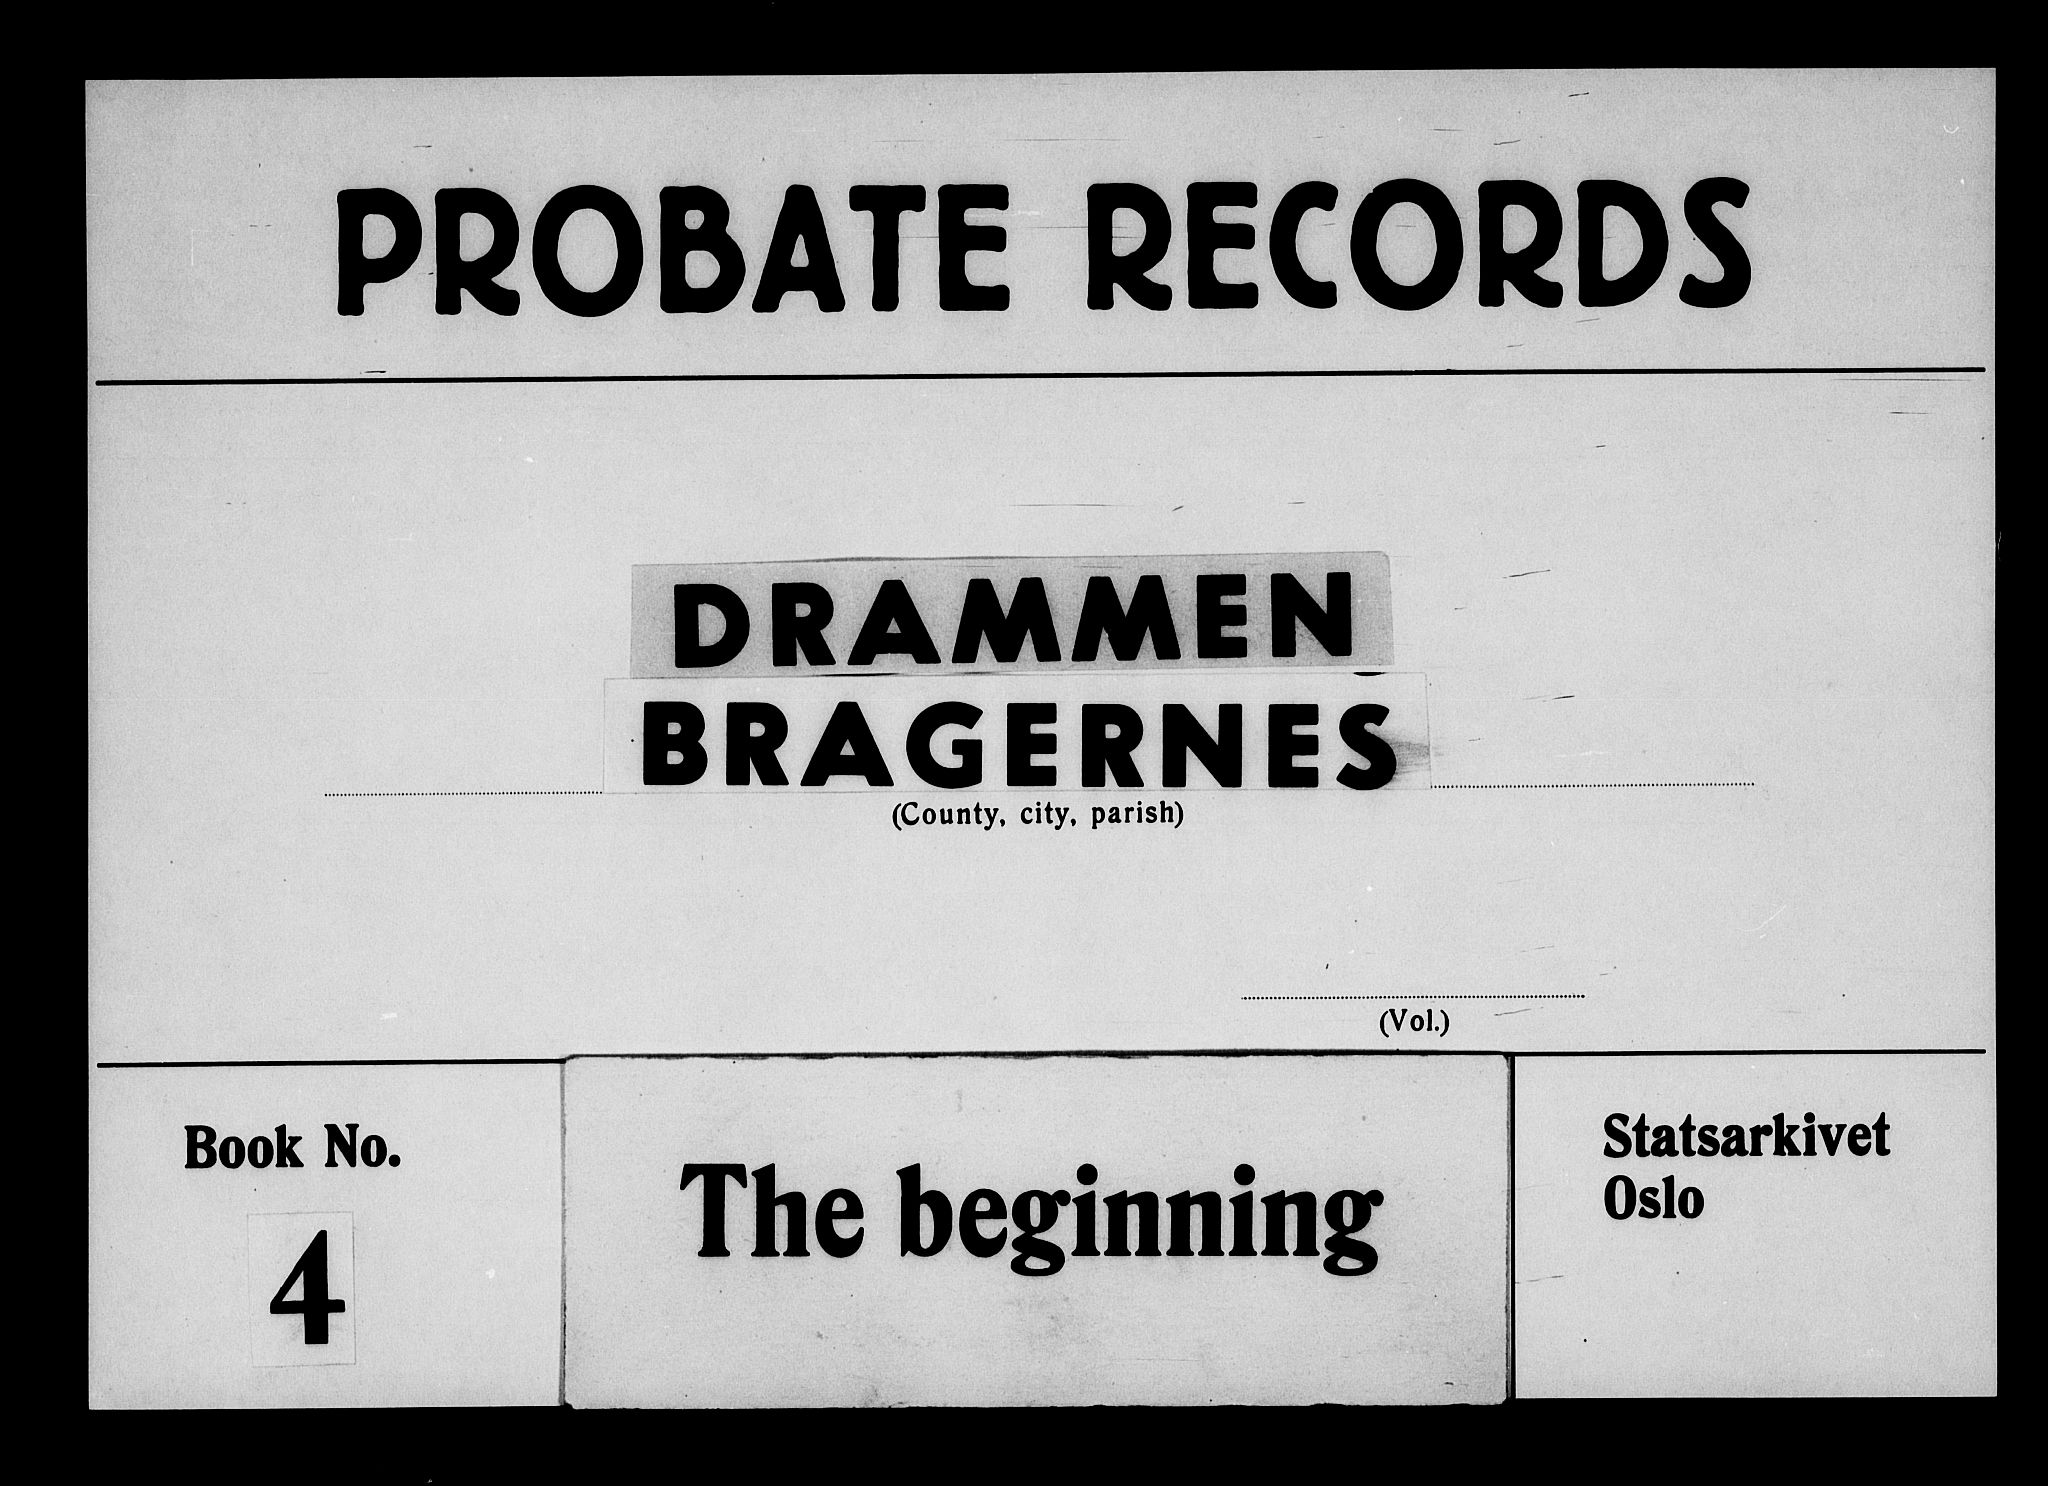 PROBATE RECORDS
DRAMMEN
BRAGERNES
(County, city, parish)
(Vol.)
Book No.
4
The beginning
Statsarkivet
Oslo